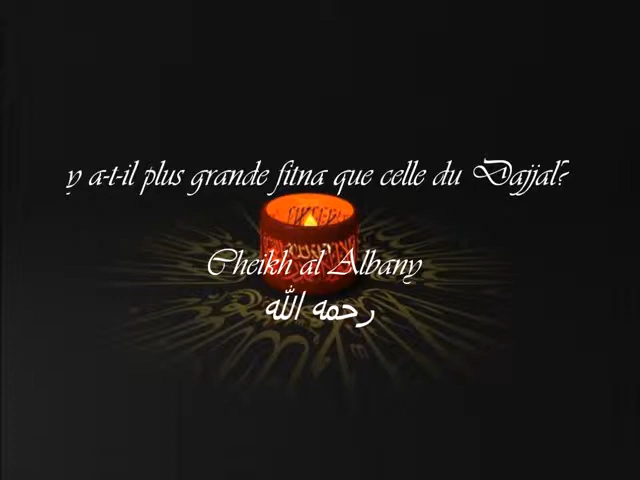 y a-t-il plus grande fitna que celle du Dajjal?
Cheikh al Albany
رحمه الله